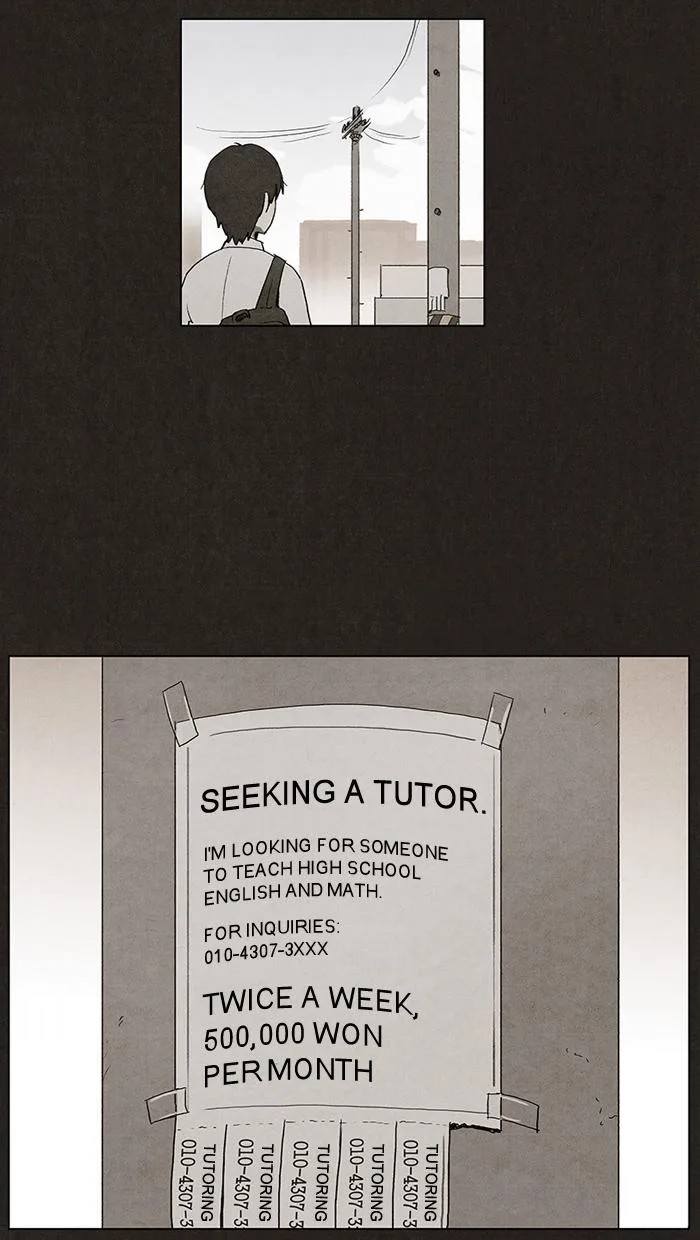 SEEKING A TUTOR.
I'M LOOKING FOR SOMEONE
TO TEACH HIGH SCHOOL
ENGLISH AND MATH.
FOR INQUIRIES:
010-4307-3XXX
TWICE A WEEK,
500,000 WON
PER MONTH
TUTORING
010-4307-3
TUTORING
010-4307-3
TUTORING
010-4307-3
TUTORING
010-4307-3
TUTORING
010-4307-3